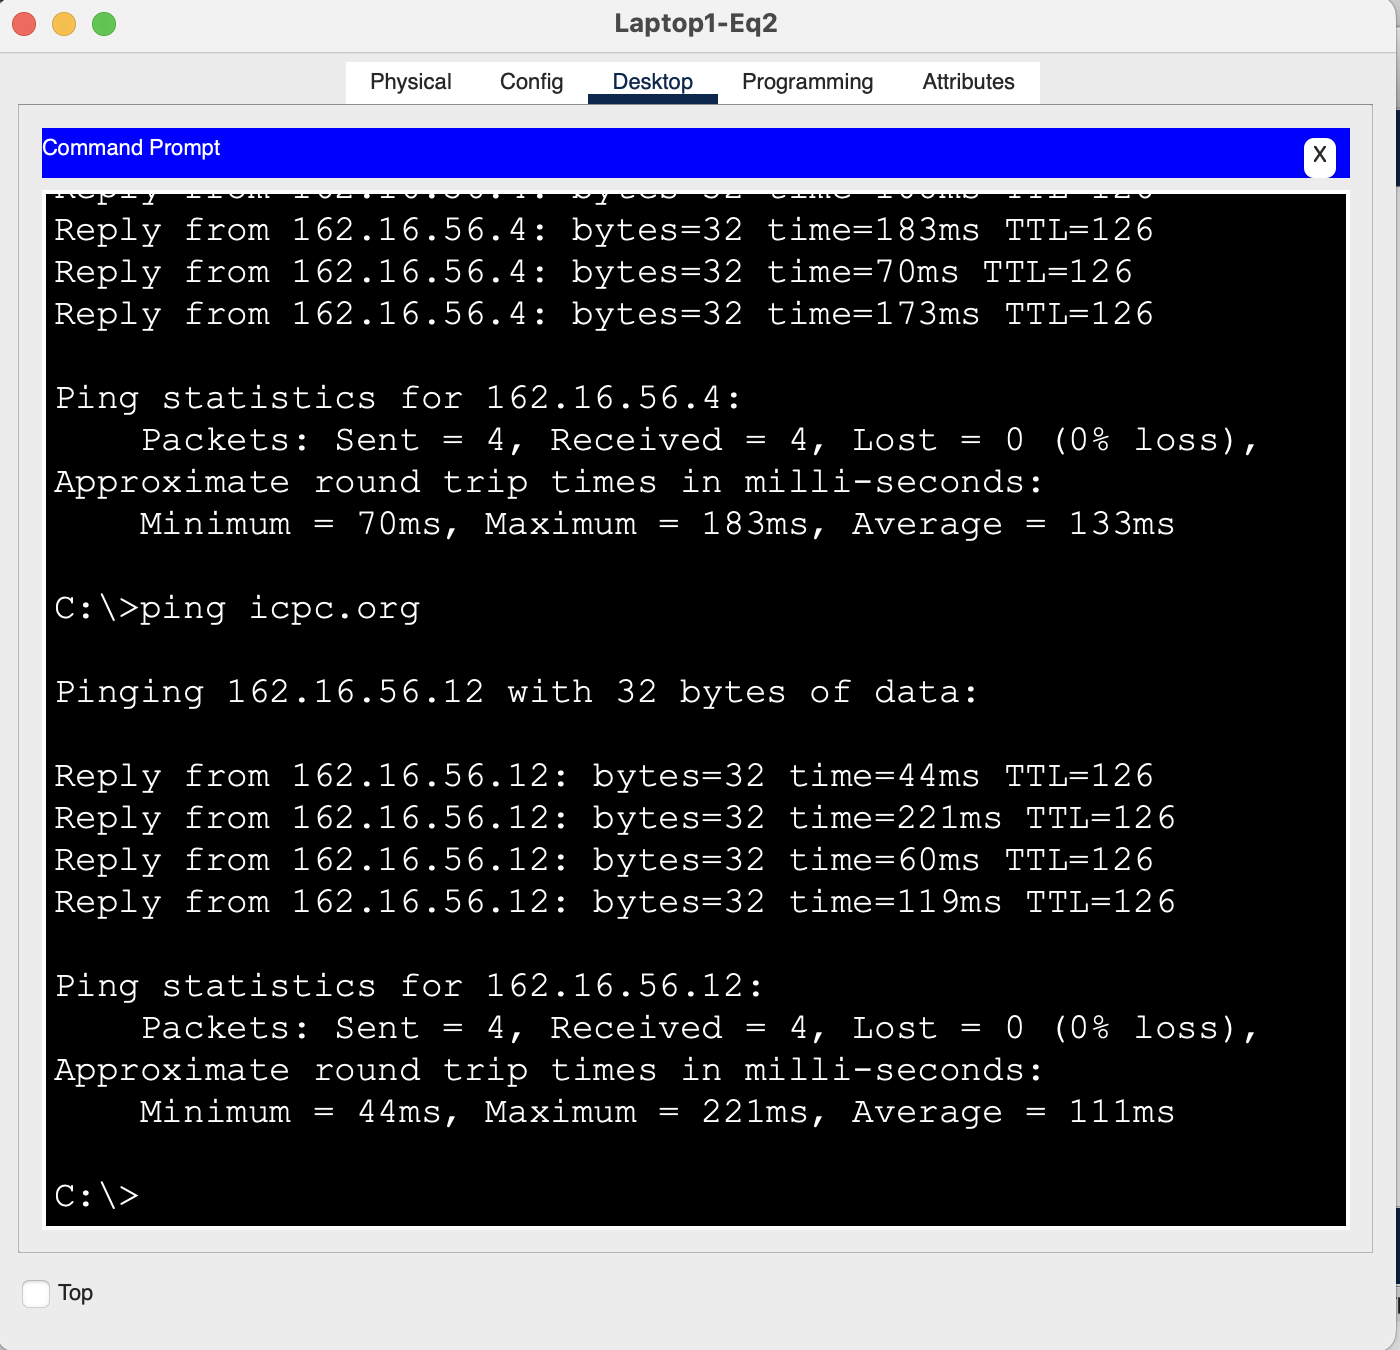 Laptop1-Eq2
Physical Config Desktop Programming Attributes
Command Prompt
X
Reply from 162.16.56.4: bytes=32 time=183ms TTL=126
Reply from 162.16.56.4: bytes=32 time=70ms TTL=126
Reply from 162.16.56.4: bytes=32 time=173ms TTL=126
Ping statistics for 162.16.56.4:
Packets: Sent = 4, Received = 4, Lost = 0 (0% loss),
Approximate round trip times in milli-seconds:
Minimum = 70ms, Maximum = 183ms, Average = 133ms
C:\>ping icpc.org
Pinging 162.16.56.12 with 32 bytes of data:
Reply from 162.16.56.12: bytes=32 time=44ms TTL=126
Reply from 162.16.56.12: bytes=32 time=221ms TTL=126
Reply from 162.16.56.12: bytes=32 time=60ms TTL=126
Reply from 162.16.56.12: bytes=32 time=119ms TTL=126
Ping statistics for 162.16.56.12:
Packets: Sent = 4, Received = 4, Lost = 0 (0% loss),
Approximate round trip times in milli-seconds:
Minimum = 44ms, Maximum = 221ms, Average = 111ms
C:\>
Top